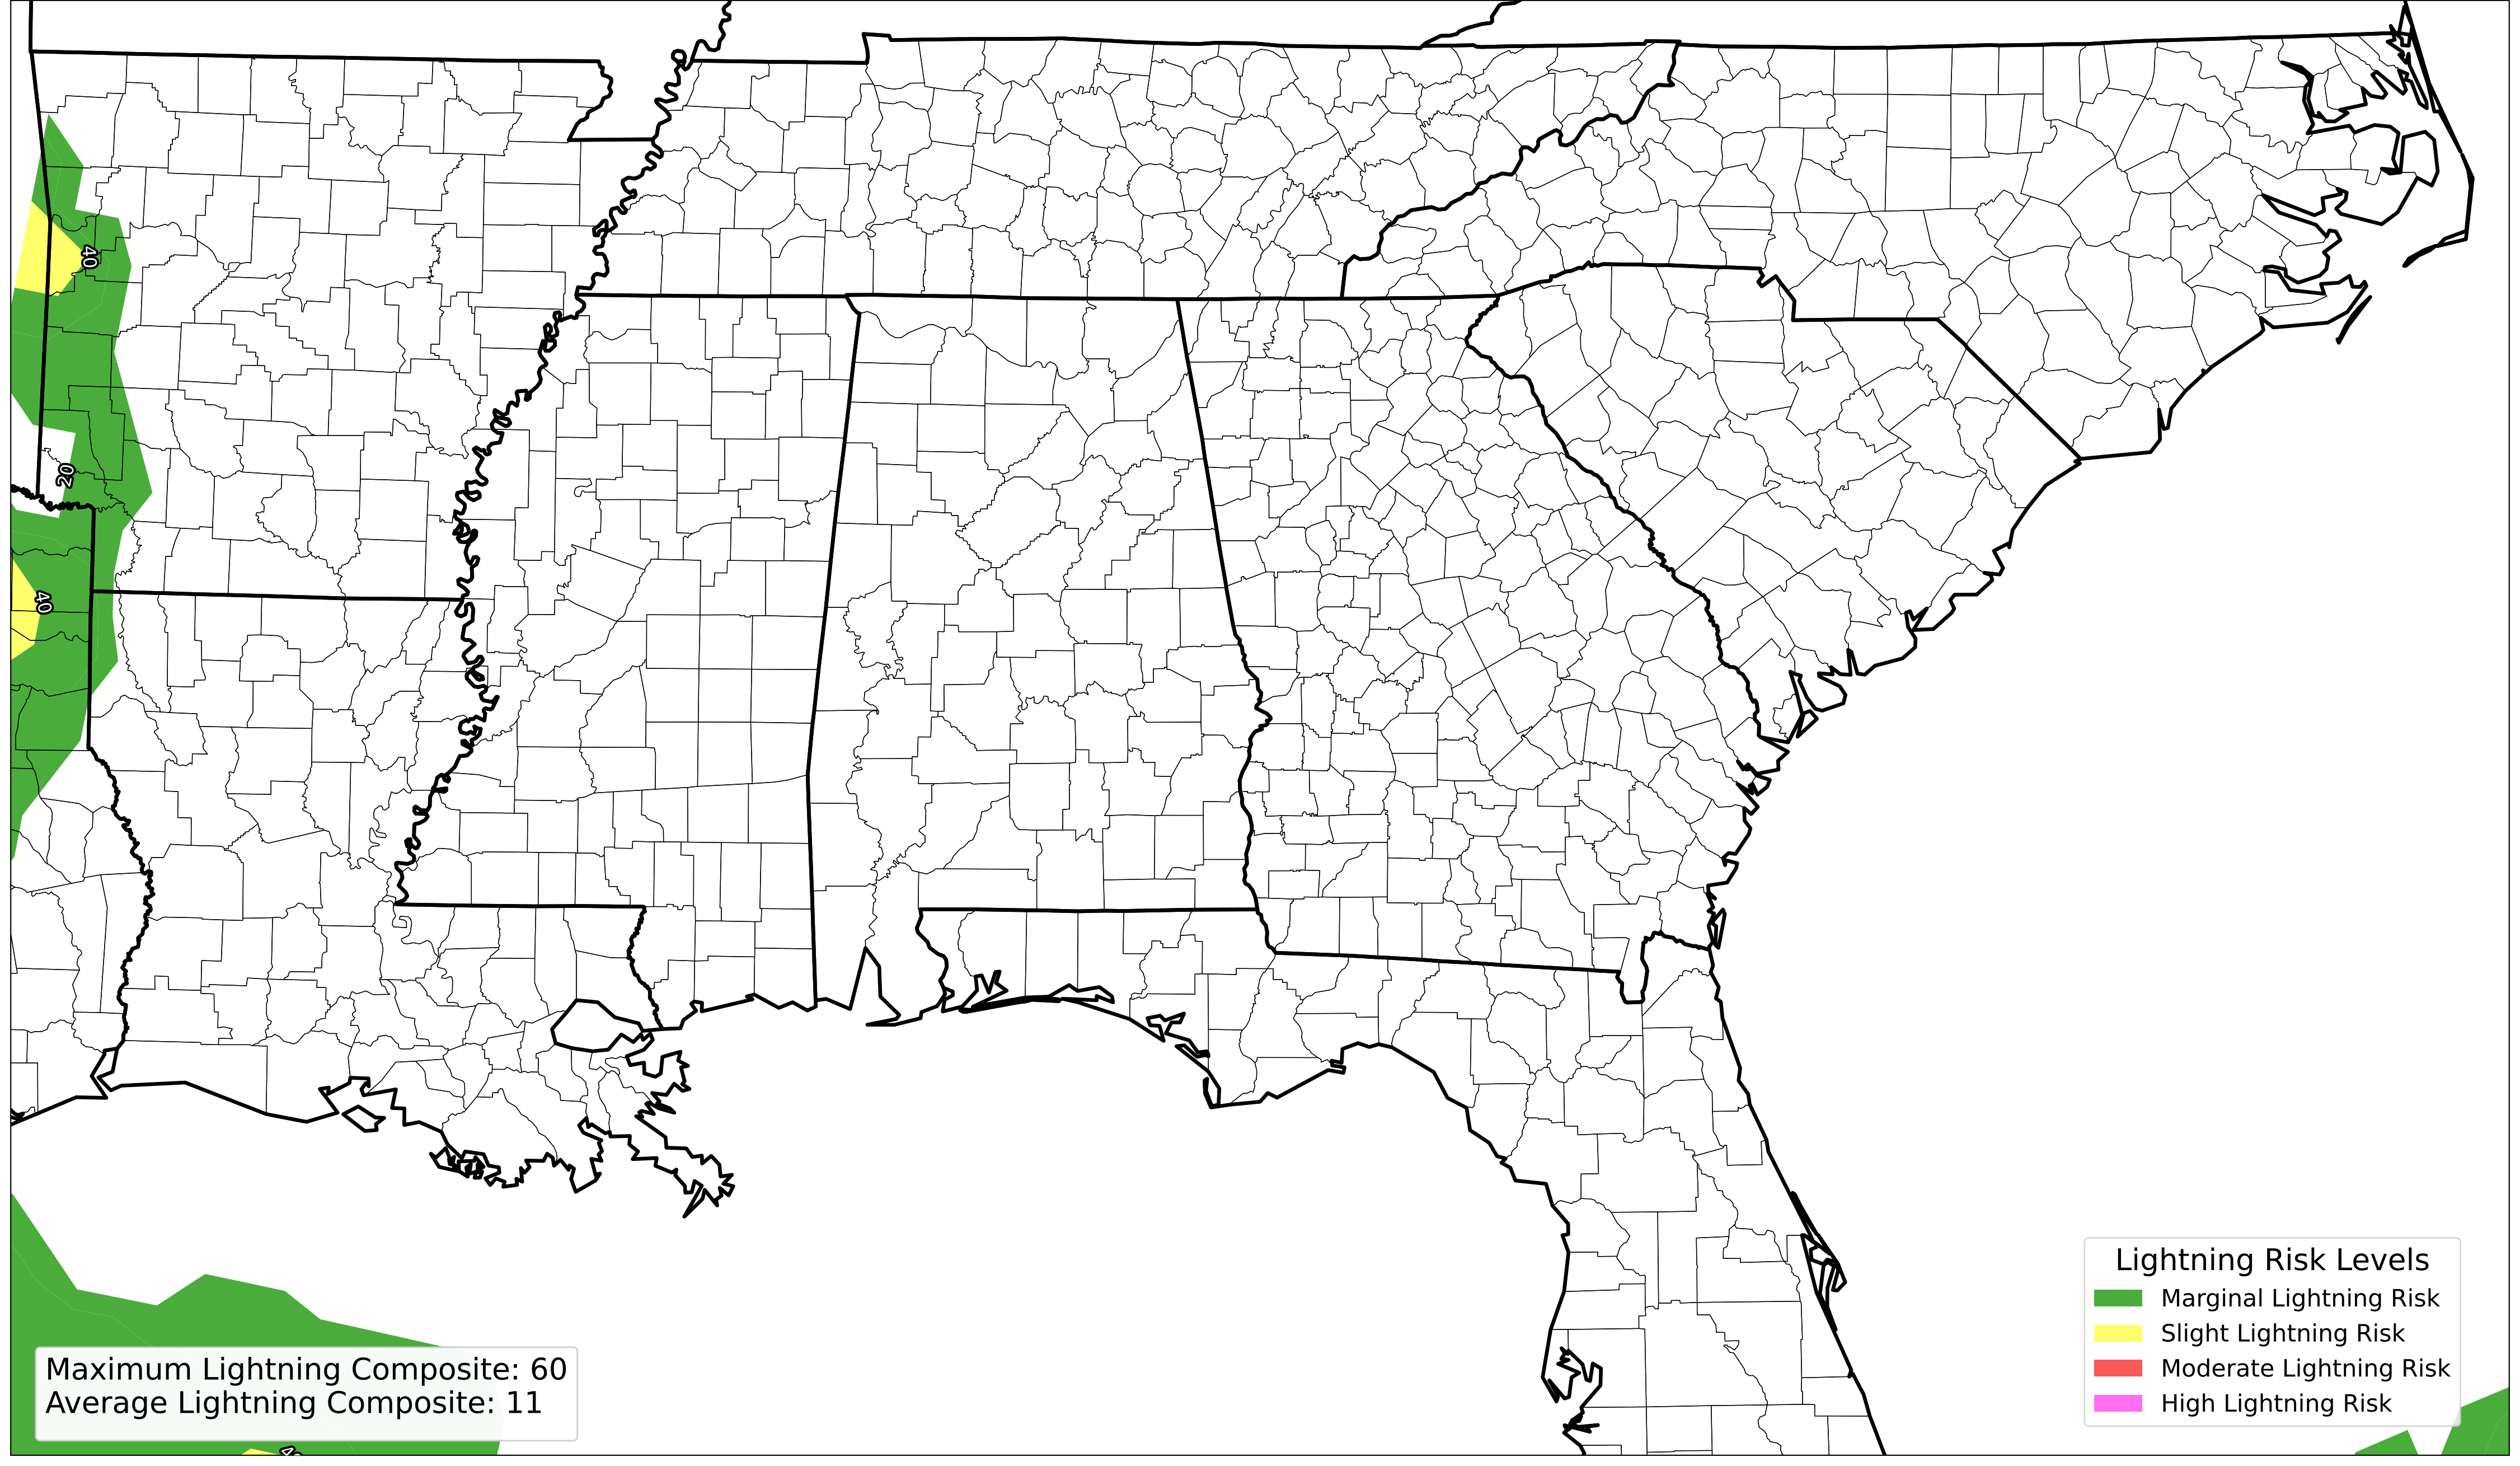 40
20
40
Lightning Risk Levels
Marginal Lightning Risk
Slight Lightning Risk
Moderate Lightning Risk
High Lightning Risk
Maximum Lightning Composite: 60
Average Lightning Composite: 11